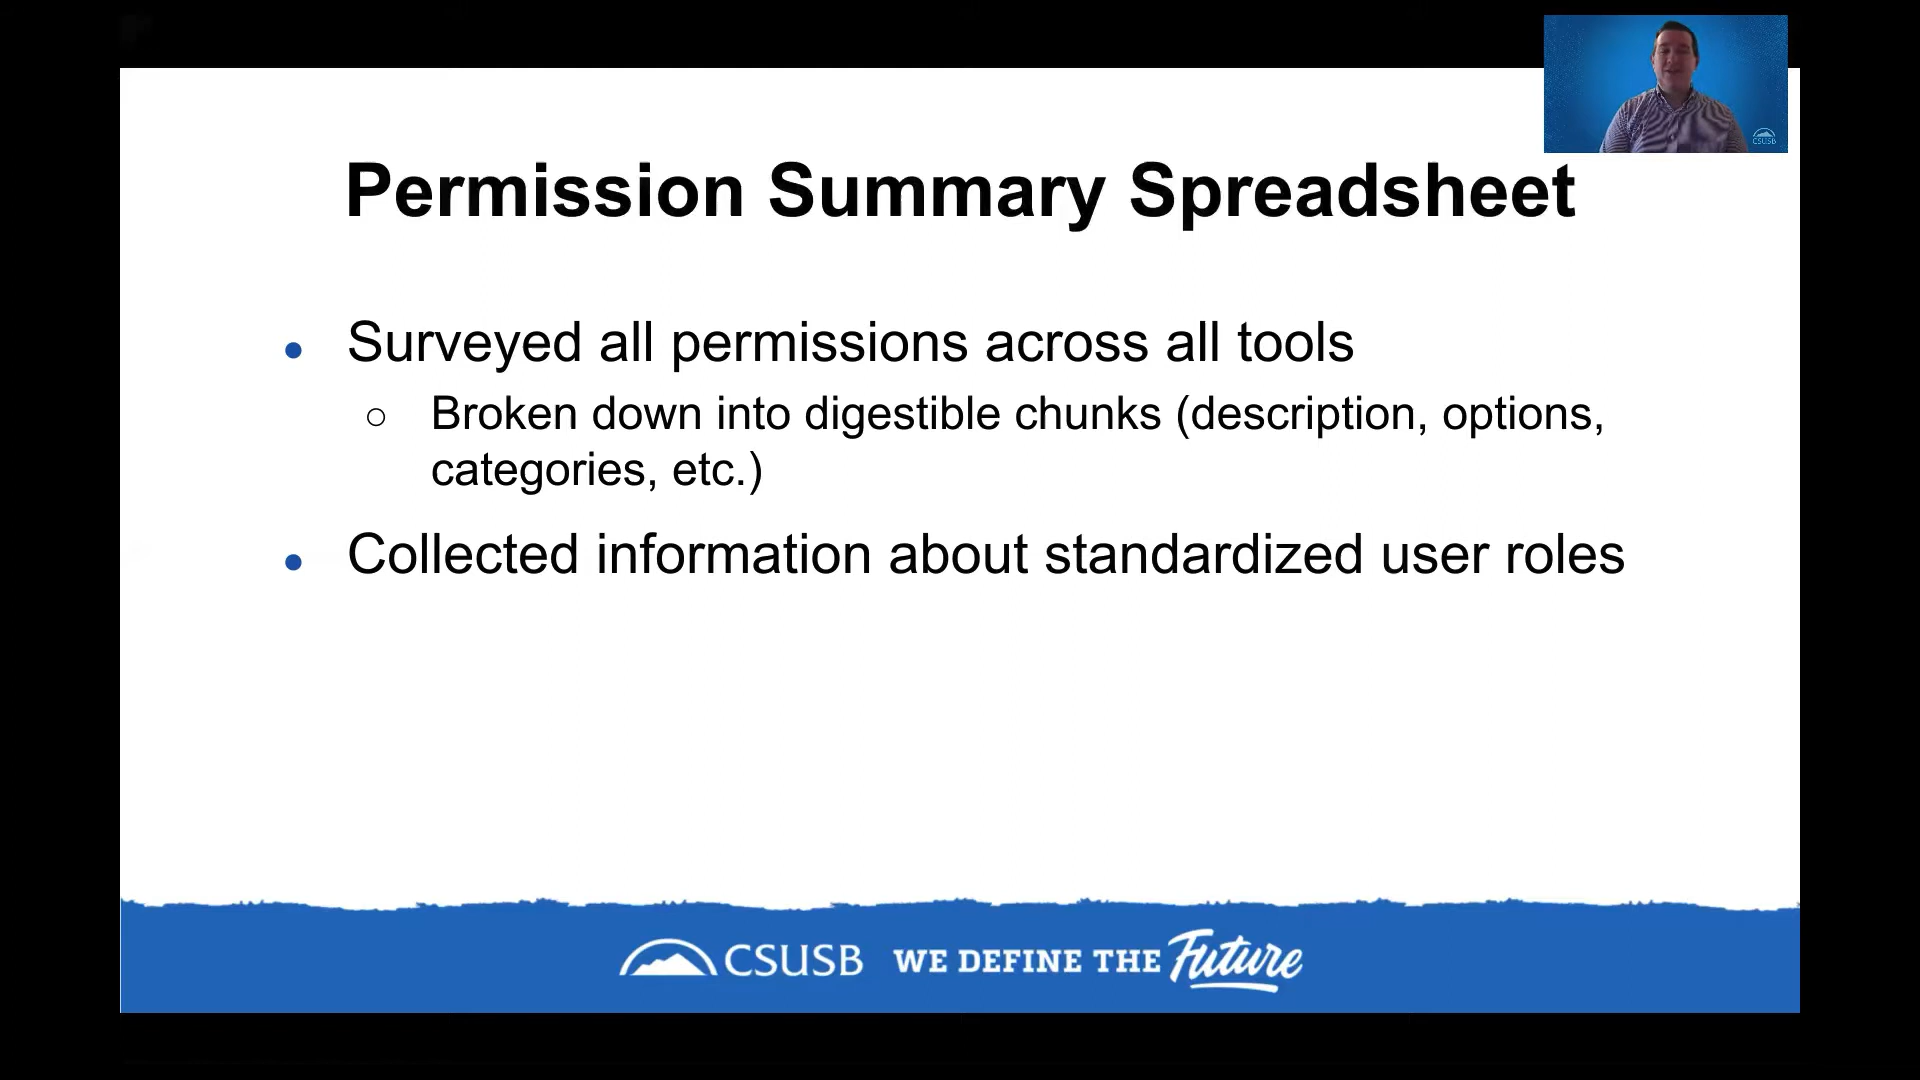 CSUSB
Permission Summary Spreadsheet
Surveyed all permissions across all tools
Broken down into digestible chunks (description, options,
categories, etc.)
Collected information about standardized user roles
CSUSB WE DEFINE THE Future